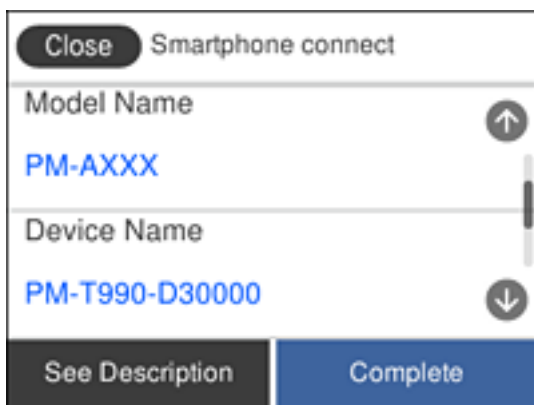 Close Smartphone connect
Model Name
PM-AXXX
Device Name
PM-T990-D30000
See Description Complete